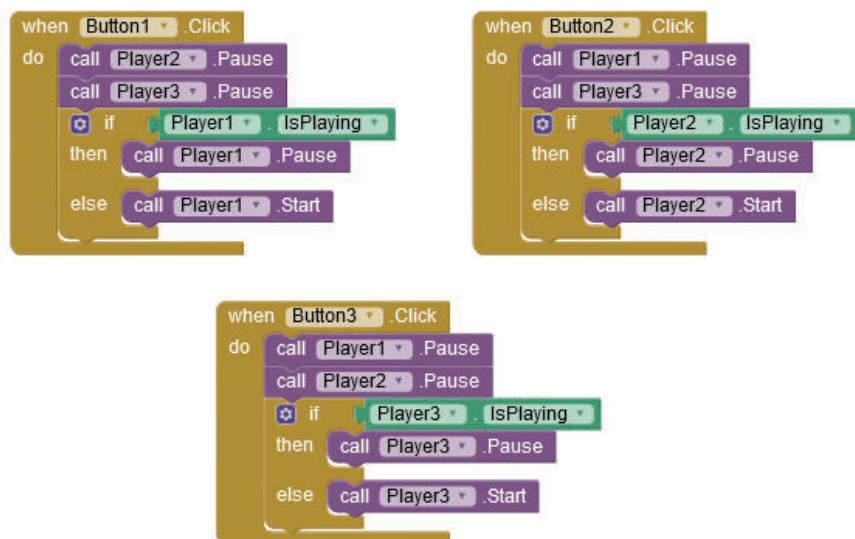 when Button1 .Click
do call Player2 .Pause
call Player3 .Pause
if Player1 . IsPlaying
then call Player1 .Pause
else call Player1 .Start
when Button2 .Click
do call Player1 .Pause
call Player3 .Pause
if Player2 . IsPlaying
then call Player2 .Pause
else call Player2 .Start
when Button3 .Click
do call Player1 .Pause
call Player2 .Pause
if Player3 . IsPlaying
then call Player3 .Pause
else call Player3 .Start